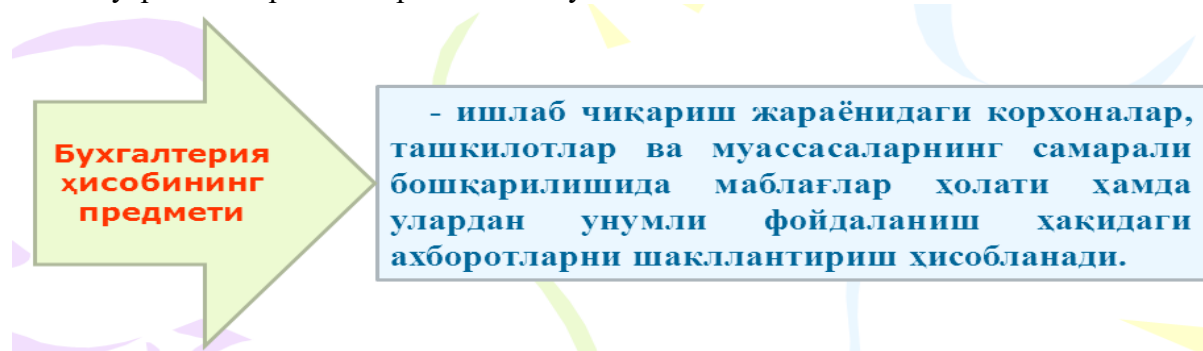 Бухгалтерия
ҳисобининг
предмети
- ишлаб чиқариш жараёнидаги корхоналар,
ташкилотлар ва муассасаларнинг самарали
бошқарилишида маблағлар ҳолати ҳамда
улардан унумли фойдаланиш ҳақидаги
ахборотларни шакллантириш ҳисобланади.